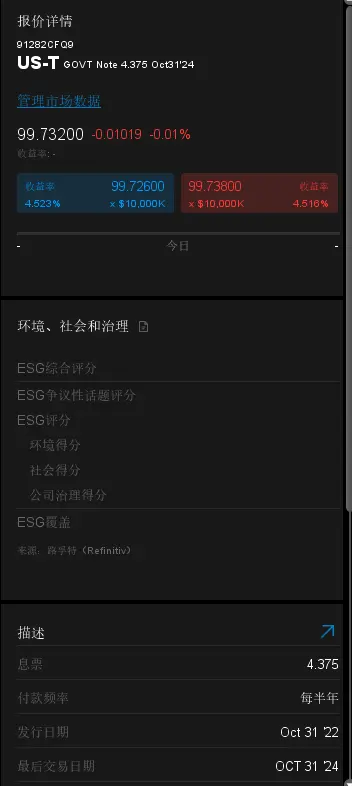 报价详情
91282CFQ9
US-T GOVT Note 4.375 Oct31'24
管理市场数据
99.73200 -0.01019 -0.01%
收益率: -
收益率 99.72600 99.73800 收益率
4.523% x $10,000K x $10,000K 4.516%
- 今日 -
环境、社会和治理
ESG综合评分
ESG争议性话题评分
ESG评分
环境得分
社会得分
公司治理得分
ESG覆盖
来源: 路孚特 (Refinitiv)
描述
息票 4.375
付款频率 每半年
发行日期 Oct 31 '22
最后交易日期 OCT 31 '24